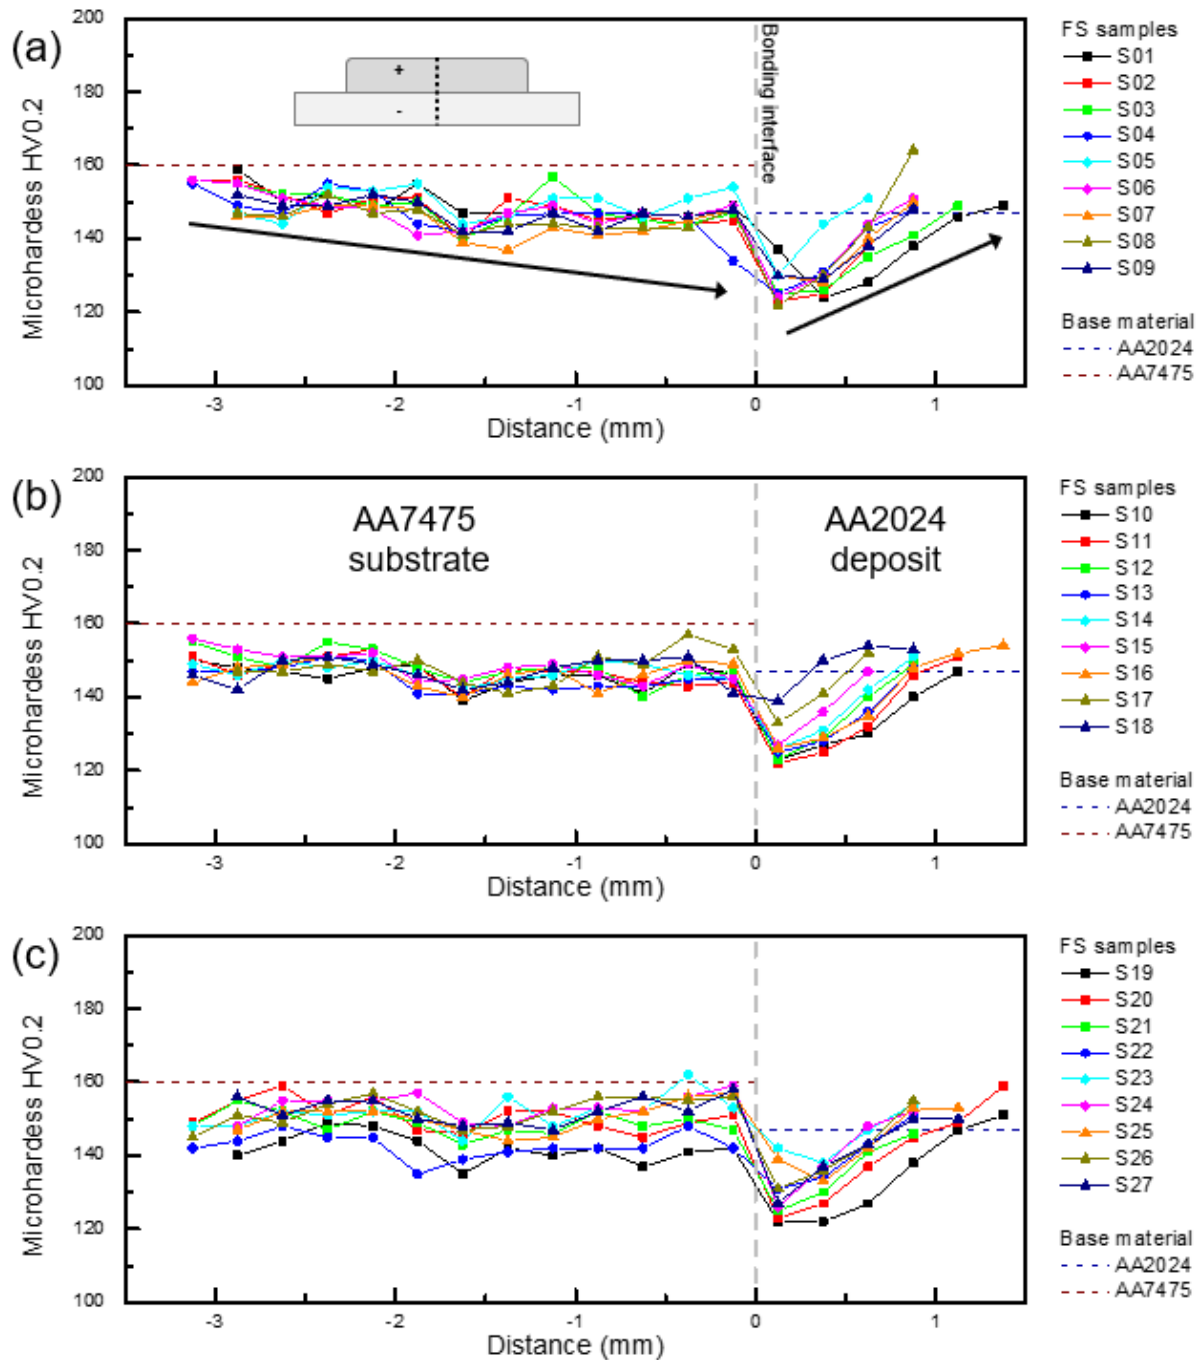 (a)
Microhardess HV0.2
200
180
160
140
120
100
+
-
Bonding interface
-3
-2
-1
0
1
Distance (mm)
FS samples
S01
S02
S03
S04
S05
S06
S07
S08
S09
Base material
AA2024
AA7475
(b)
Microhardess HV0.2
200
180
160
140
120
100
AA7475
substrate
AA2024
deposit
-3
-2
-1
0
1
Distance (mm)
FS samples
S10
S11
S12
S13
S14
S15
S16
S17
S18
Base material
AA2024
AA7475
(c)
Microhardess HV0.2
200
180
160
140
120
100
-3
-2
-1
0
1
Distance (mm)
FS samples
S19
S20
S21
S22
S23
S24
S25
S26
S27
Base material
AA2024
AA7475